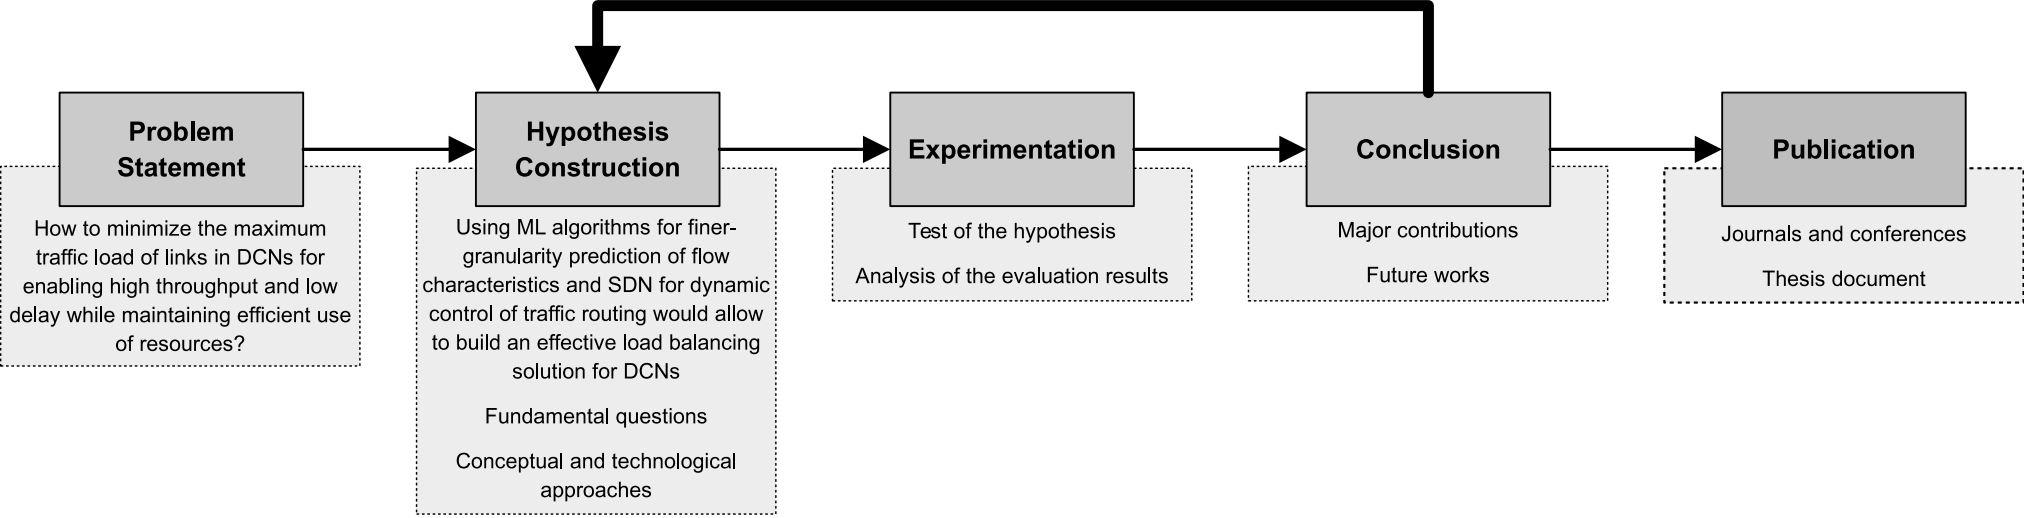 Problem
Statement
How to minimize the maximum
traffic load of links in DCNs for
enabling high throughput and low
delay while maintaining efficient use
of resources?
Hypothesis
Construction
Using ML algorithms for finer-
granularity prediction of flow
characteristics and SDN for dynamic
control of traffic routing would allow
to build an effective load balancing
solution for DCNs
Fundamental questions
Conceptual and technological
approaches
Experimentation
Test of the hypothesis
Analysis of the evaluation results
Conclusion
Major contributions
Future works
Publication
Journals and conferences
Thesis document